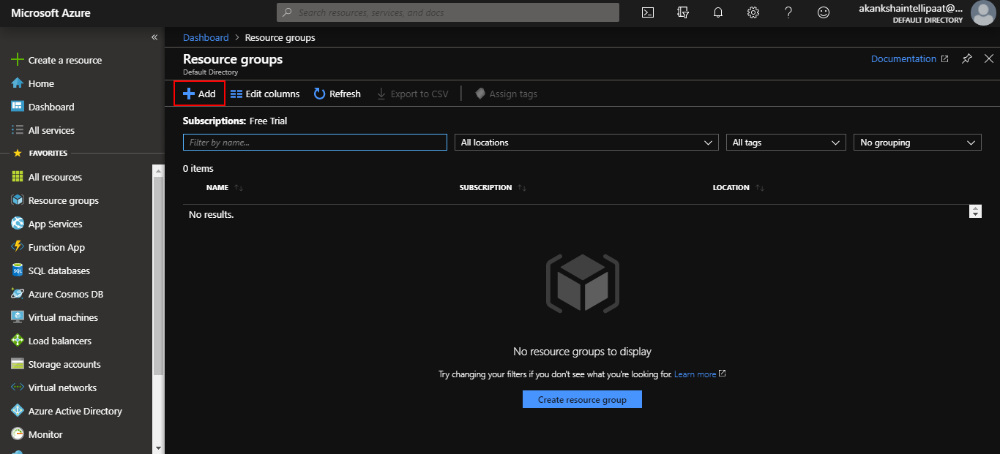 Microsoft Azure
Search resources, services, and docs
akankshaintellipaat@...
DEFAULT DIRECTORY
«
Create a resource
Home
Dashboard
All services
FAVORITES
All resources
Resource groups
App Services
Function App
SQL databases
Azure Cosmos DB
Virtual machines
Load balancers
Storage accounts
Virtual networks
Azure Active Directory
Monitor
Dashboard > Resource groups
Resource groups
Default Directory
Documentation
Add Edit columns Refresh Export to CSV Assign tags
Subscriptions: Free Trial
Filter by name... All locations All tags No grouping
0 items
NAME SUBSCRIPTION LOCATION
No results.
No resource groups to display
Try changing your filters if you don't see what you're looking for. Learn more
Create resource group